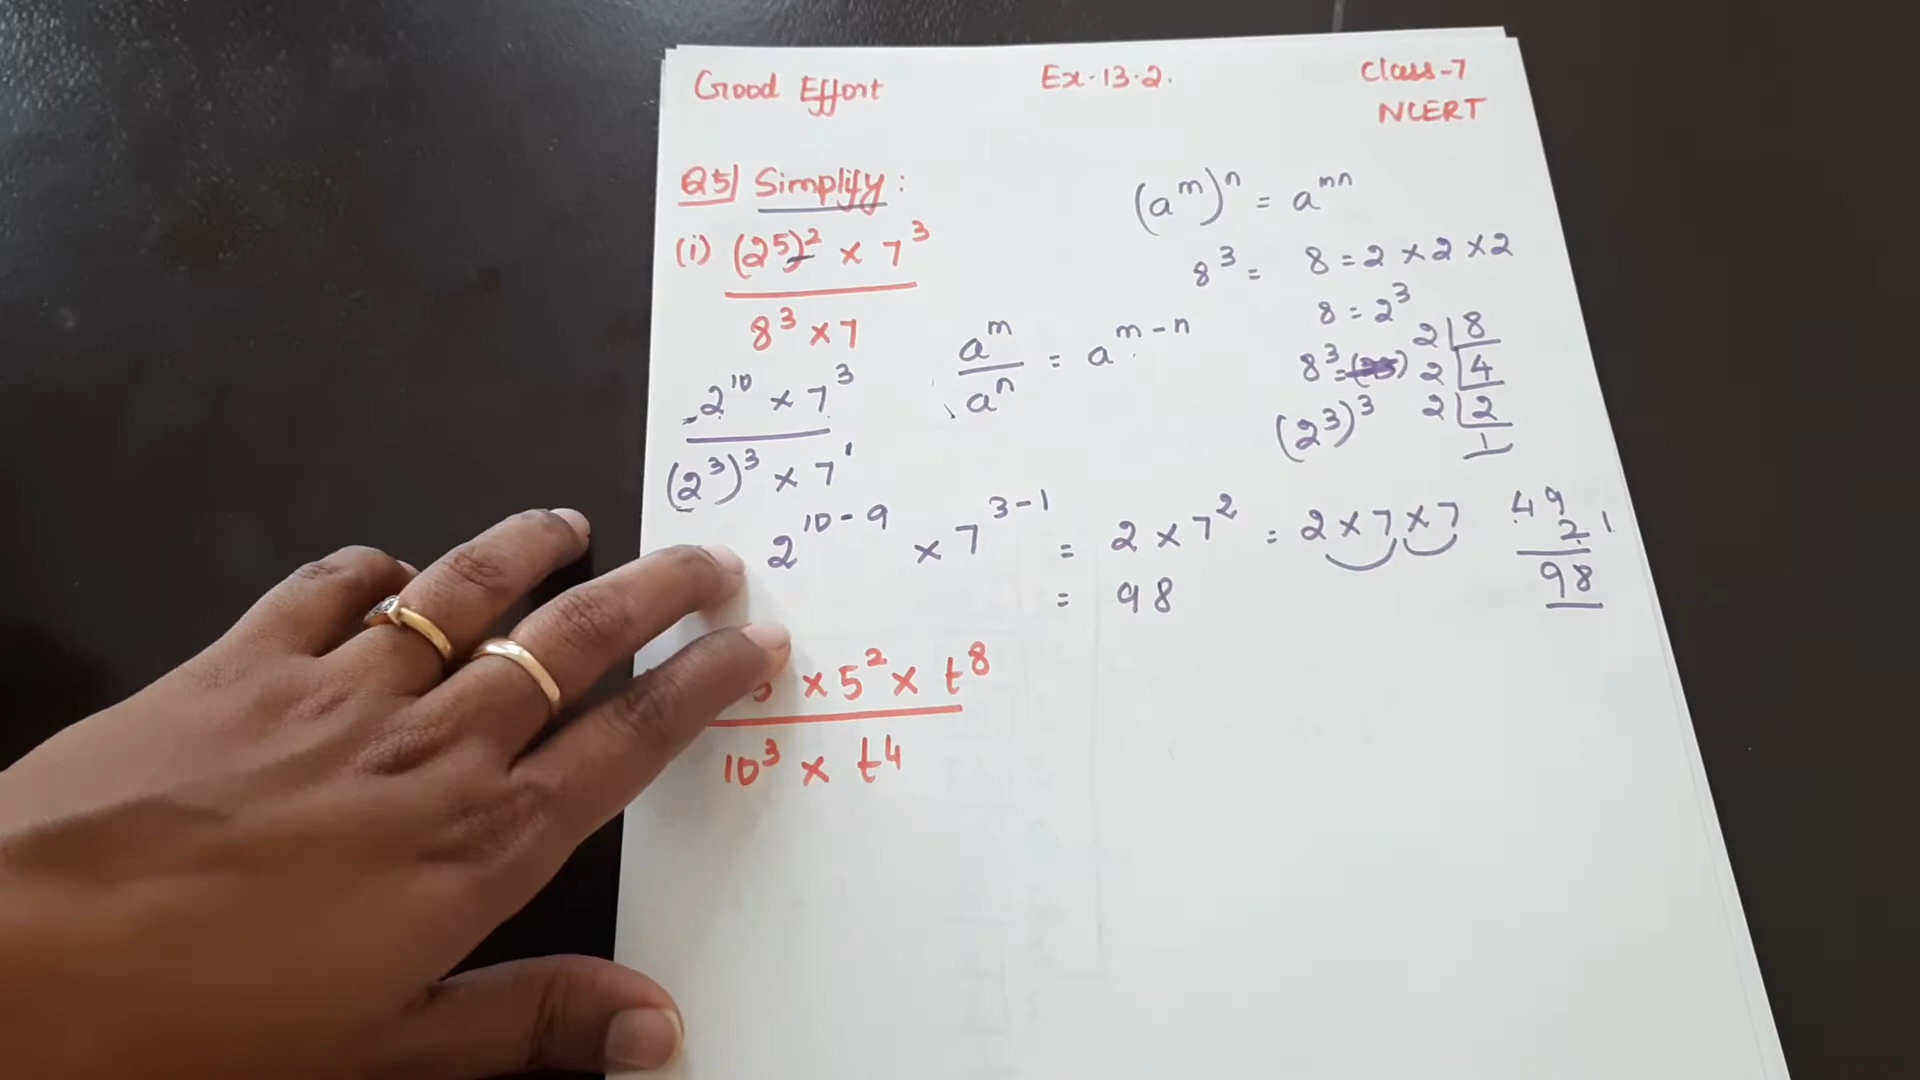 Good Effort Ex.13.2. Class-7
NCERT
Q5) Simplify :
(i) (2⁵)² × 7³
8³ × 7
2¹⁰ × 7³
(2³)³ × 7¹
2¹⁰⁻⁹ × 7³⁻¹ = 2 × 7² = 2 × 7 × 7
= 98
(aᵐ)ⁿ = aᵐⁿ
8³ = 8 = 2 × 2 × 2
8 = 2³
8³ =
(2³)³
2 | 8
2 | 4
2 | 2
1
aᵐ
aⁿ = aᵐ⁻ⁿ
49
2 1
98
× 5² × t⁸
10³ × t⁴